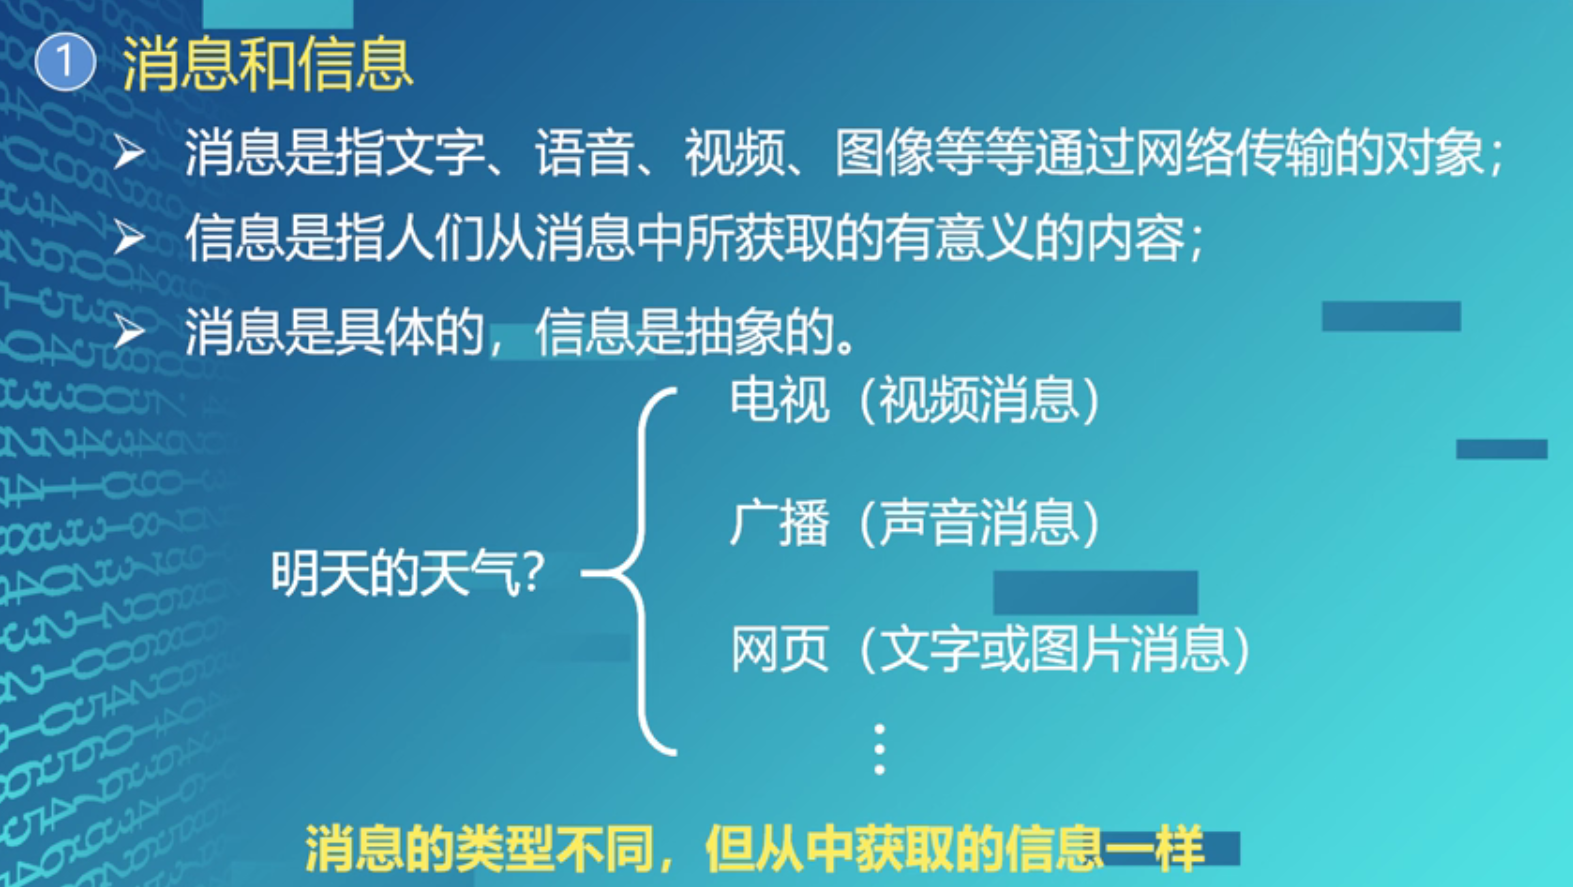 1 消息和信息
➢ 消息是指文字、语音、视频、图像等等通过网络传输的对象；
➢ 信息是指人们从消息中所获取的有意义的内容；
➢ 消息是具体的，信息是抽象的。
电视（视频消息）
广播（声音消息）
明天的天气？
网页（文字或图片消息）
⋮
消息的类型不同，但从中获取的信息一样